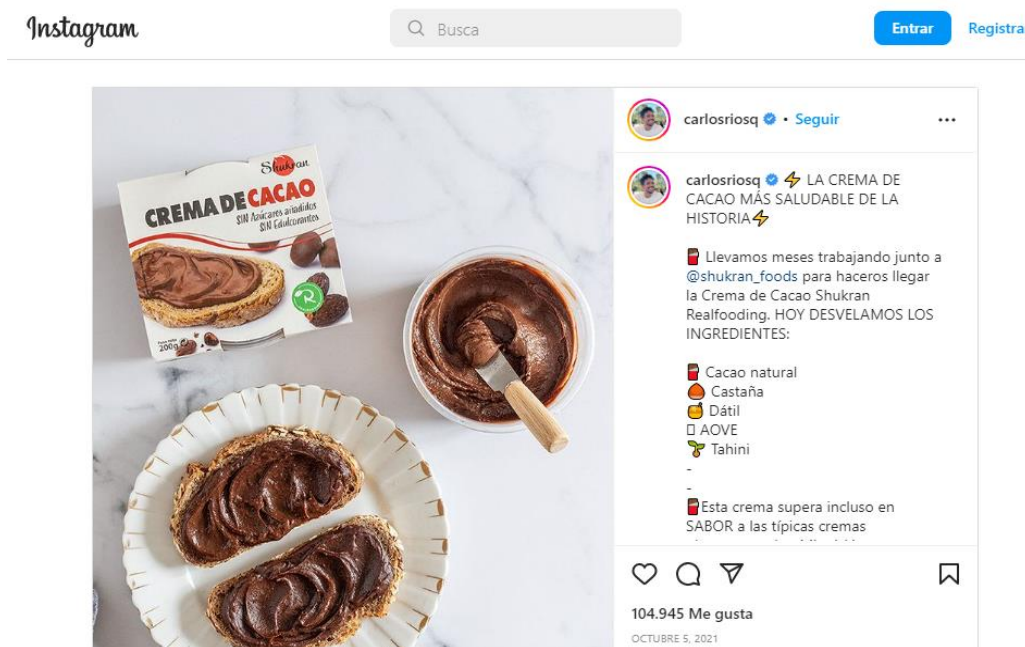 Instagram
Busca
Entrar
Registra
Shukran
CREMA DE CACAO
SIN Azúcares añadidos
SIN Edulcorantes
R
200g
carlosriosq • Seguir
carlosriosq ⚡ LA CREMA DE
CACAO MÁS SALUDABLE DE LA
HISTORIA⚡
🍫 Llevamos meses trabajando junto a
@shukran_foods para haceros llegar
la Crema de Cacao Shukran
Realfooding. HOY DESVELAMOS LOS
INGREDIENTES:
🍫 Cacao natural
🌰 Castaña
🍯 Dátil
AOVE
🌱 Tahini
-
-
🍫Esta crema supera incluso en
SABOR a las típicas cremas
104.945 Me gusta
OCTUBRE 5, 2021